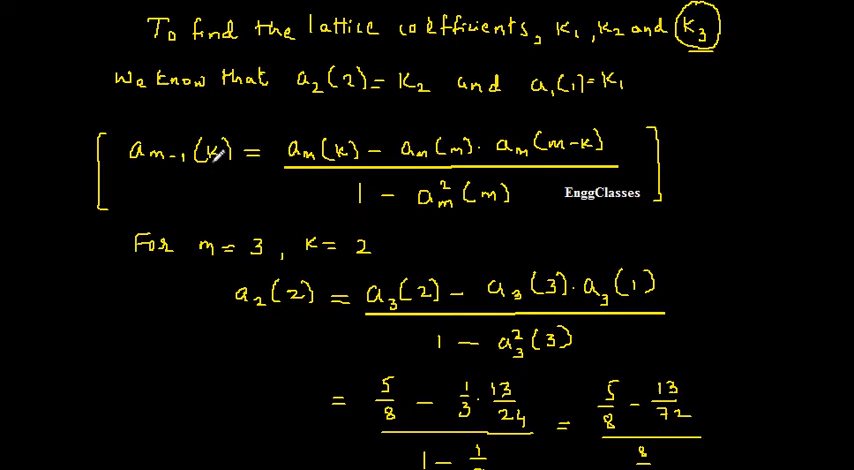 To find the lattice coefficients, K1, K2 and K3
We know that a2(2) = K2 and a1(1) = K1
[ am-1(K) = (am(K) - am(m) · am(m-K)) / (1 - am²(m)) ]
EnggClasses
For m = 3, K = 2
a2(2) = (a3(2) - a3(3) · a3(1)) / (1 - a3²(3))
= (5/8 - 1/3 · 13/24) / (1 - 1/ = (5/8 - 13/72) / (8/